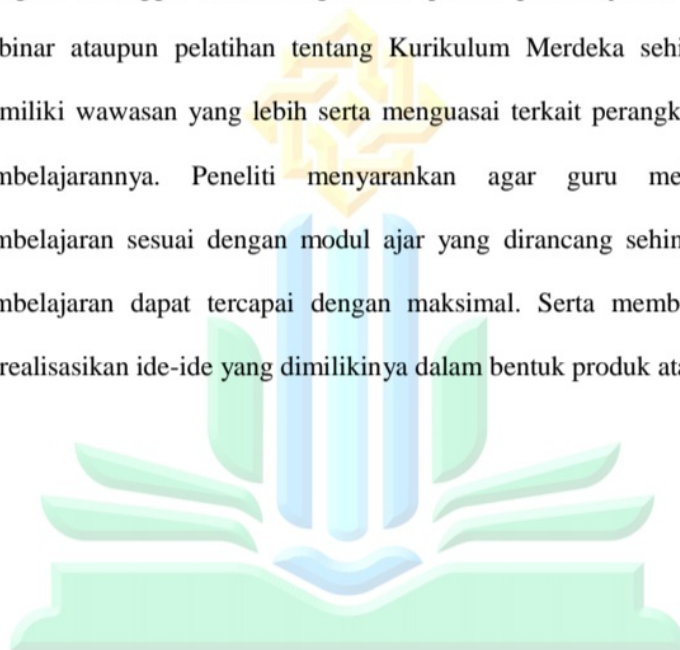 binar ataupun pelatihan tentang Kurikulum Merdeka sehi
miliki wawasan yang lebih serta menguasai terkait perangk
mbelajarannya. Peneliti menyarankan agar guru me
mbelajaran sesuai dengan modul ajar yang dirancang sehin
mbelajaran dapat tercapai dengan maksimal. Serta memb
realisasikan ide-ide yang dimilikinya dalam bentuk produk ata